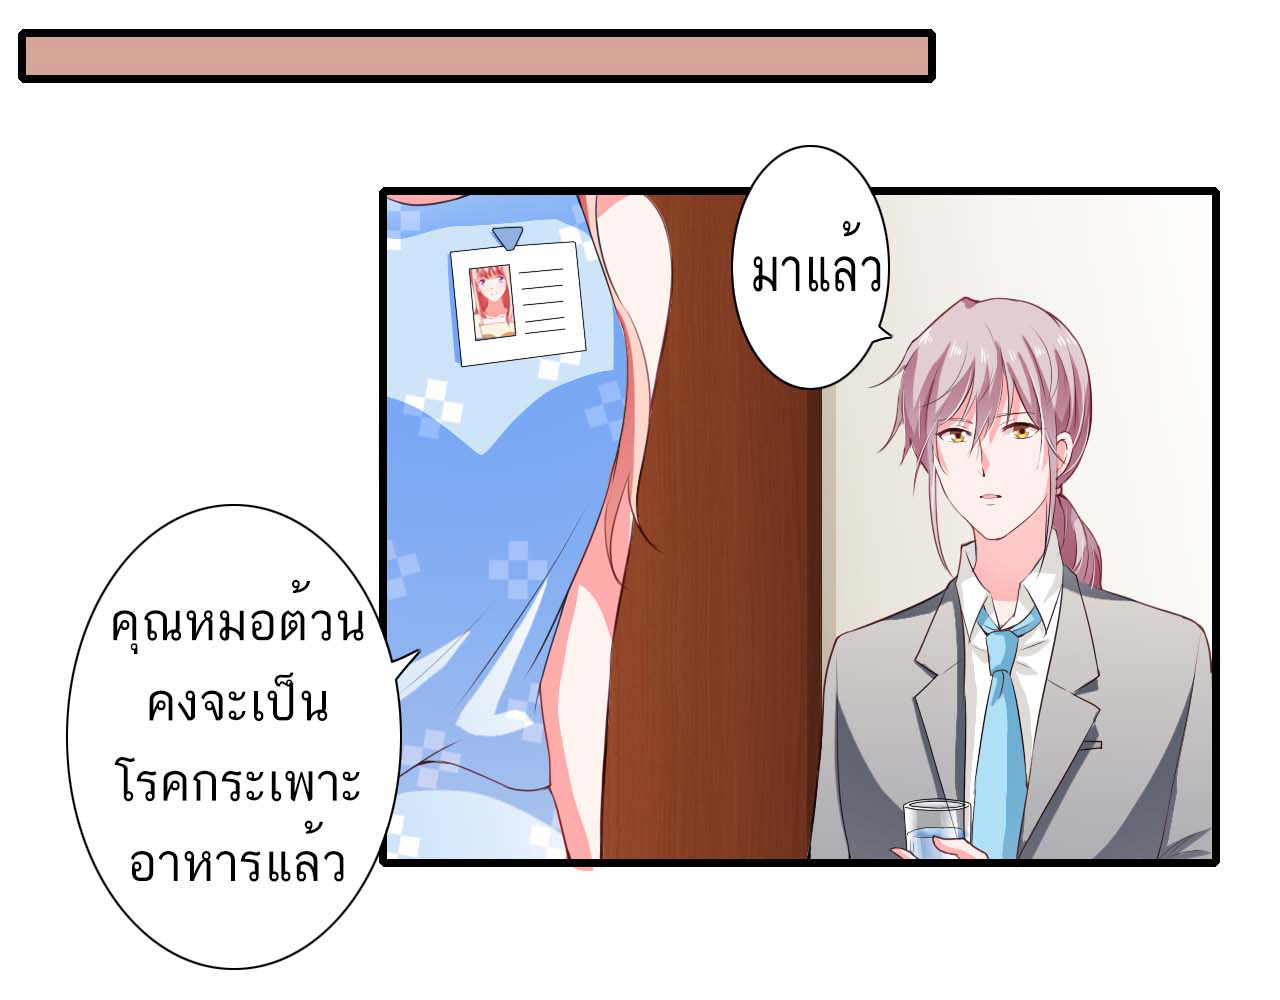 มาแล้ว
คุณหมอต้วน
คงจะเป็น
โรคกระเพาะ
อาหารแล้ว